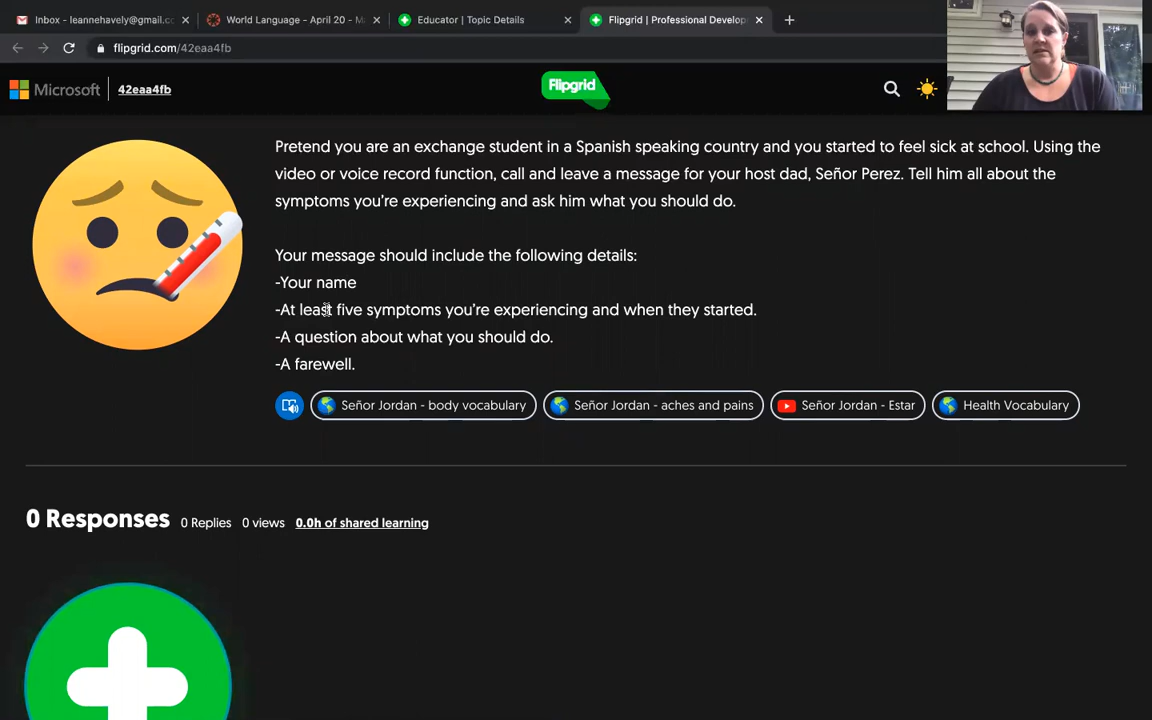 Inbox - leannehavely@gmail.cc
World Language - April 20 - Ma
Educator | Topic Details
Flipgrid | Professional Develop
flipgrid.com/42eaa4fb
Microsoft
42eaa4fb
Flipgrid
Pretend you are an exchange student in a Spanish speaking country and you started to feel sick at school. Using the
video or voice record function, call and leave a message for your host dad, Señor Perez. Tell him all about the
symptoms you’re experiencing and ask him what you should do.
Your message should include the following details:
-Your name
-At least five symptoms you’re experiencing and when they started.
-A question about what you should do.
-A farewell.
Señor Jordan - body vocabulary
Señor Jordan - aches and pains
Señor Jordan - Estar
Health Vocabulary
0 Responses 0 Replies 0 views 0.0h of shared learning